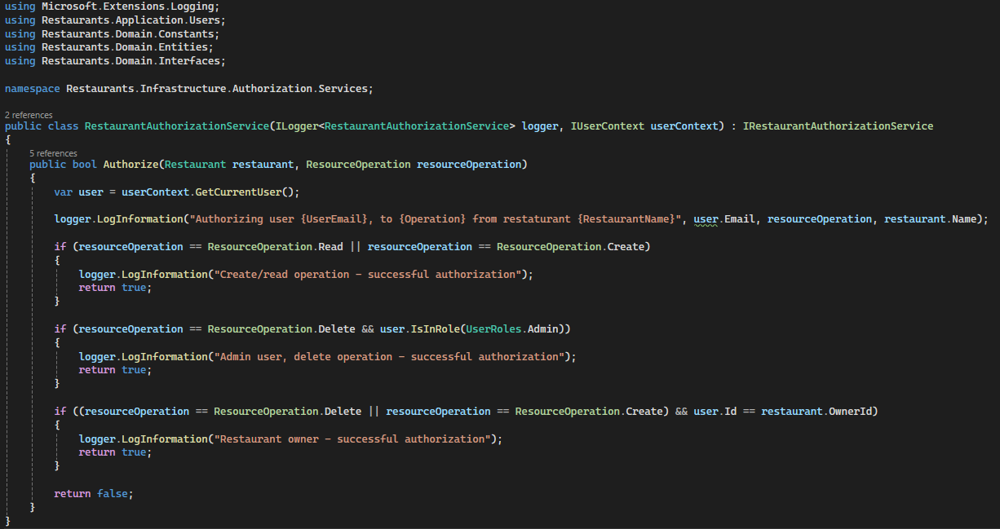 using Microsoft.Extensions.Logging;
using Restaurants.Application.Users;
using Restaurants.Domain.Constants;
using Restaurants.Domain.Entities;
using Restaurants.Domain.Interfaces;

namespace Restaurants.Infrastructure.Authorization.Services;

2 references
public class RestaurantAuthorizationService(ILogger<RestaurantAuthorizationService> logger, IUserContext userContext) : IRestaurantAuthorizationService
{
    5 references
    public bool Authorize(Restaurant restaurant, ResourceOperation resourceOperation)
    {
        var user = userContext.GetCurrentUser();

        logger.LogInformation("Authorizing user {UserEmail}, to {Operation} from restaturant {RestaurantName}", user.Email, resourceOperation, restaurant.Name);

        if (resourceOperation == ResourceOperation.Read || resourceOperation == ResourceOperation.Create)
        {
            logger.LogInformation("Create/read operation - successful authorization");
            return true;
        }

        if (resourceOperation == ResourceOperation.Delete && user.IsInRole(UserRoles.Admin))
        {
            logger.LogInformation("Admin user, delete operation - successful authorization");
            return true;
        }

        if ((resourceOperation == ResourceOperation.Delete || resourceOperation == ResourceOperation.Create) && user.Id == restaurant.OwnerId)
        {
            logger.LogInformation("Restaurant owner - successful authorization");
            return true;
        }

        return false;
    }
}